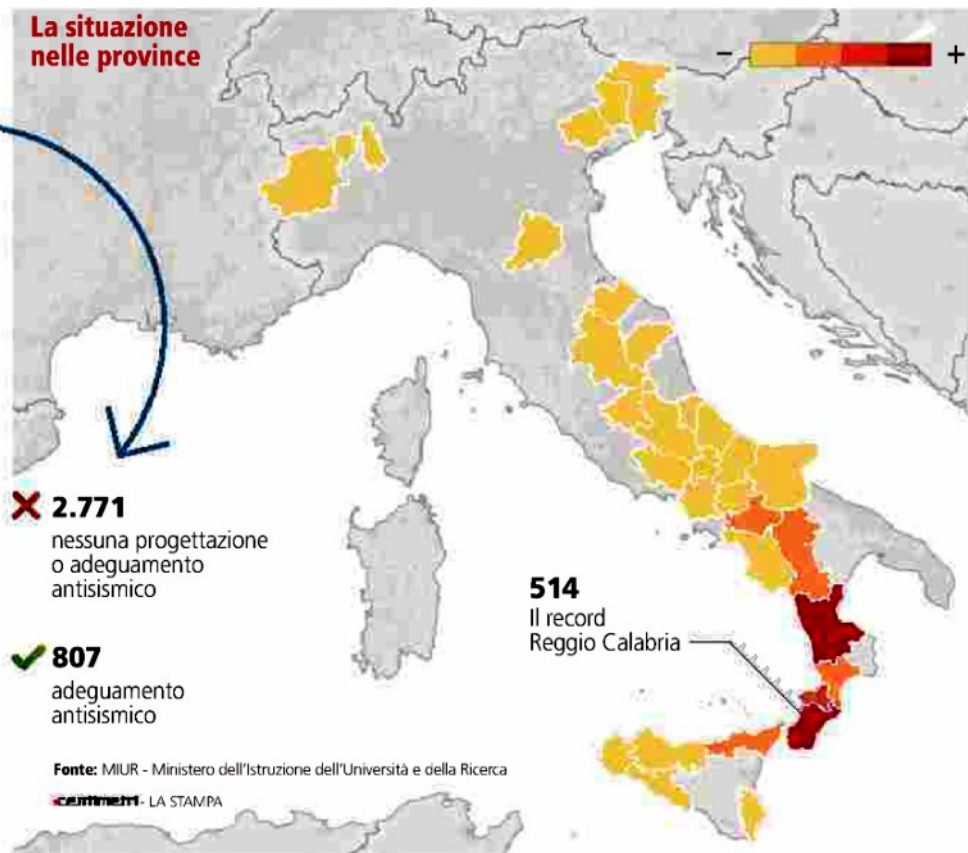 La situazione
nelle province
- +
2.771
nessuna progettazione
o adeguamento
antisismico
514
Il record
Reggio Calabria
807
adeguamento
antisismico
Fonte: MIUR - Ministero dell'Istruzione dell'Università e della Ricerca
centimetri - LA STAMPA